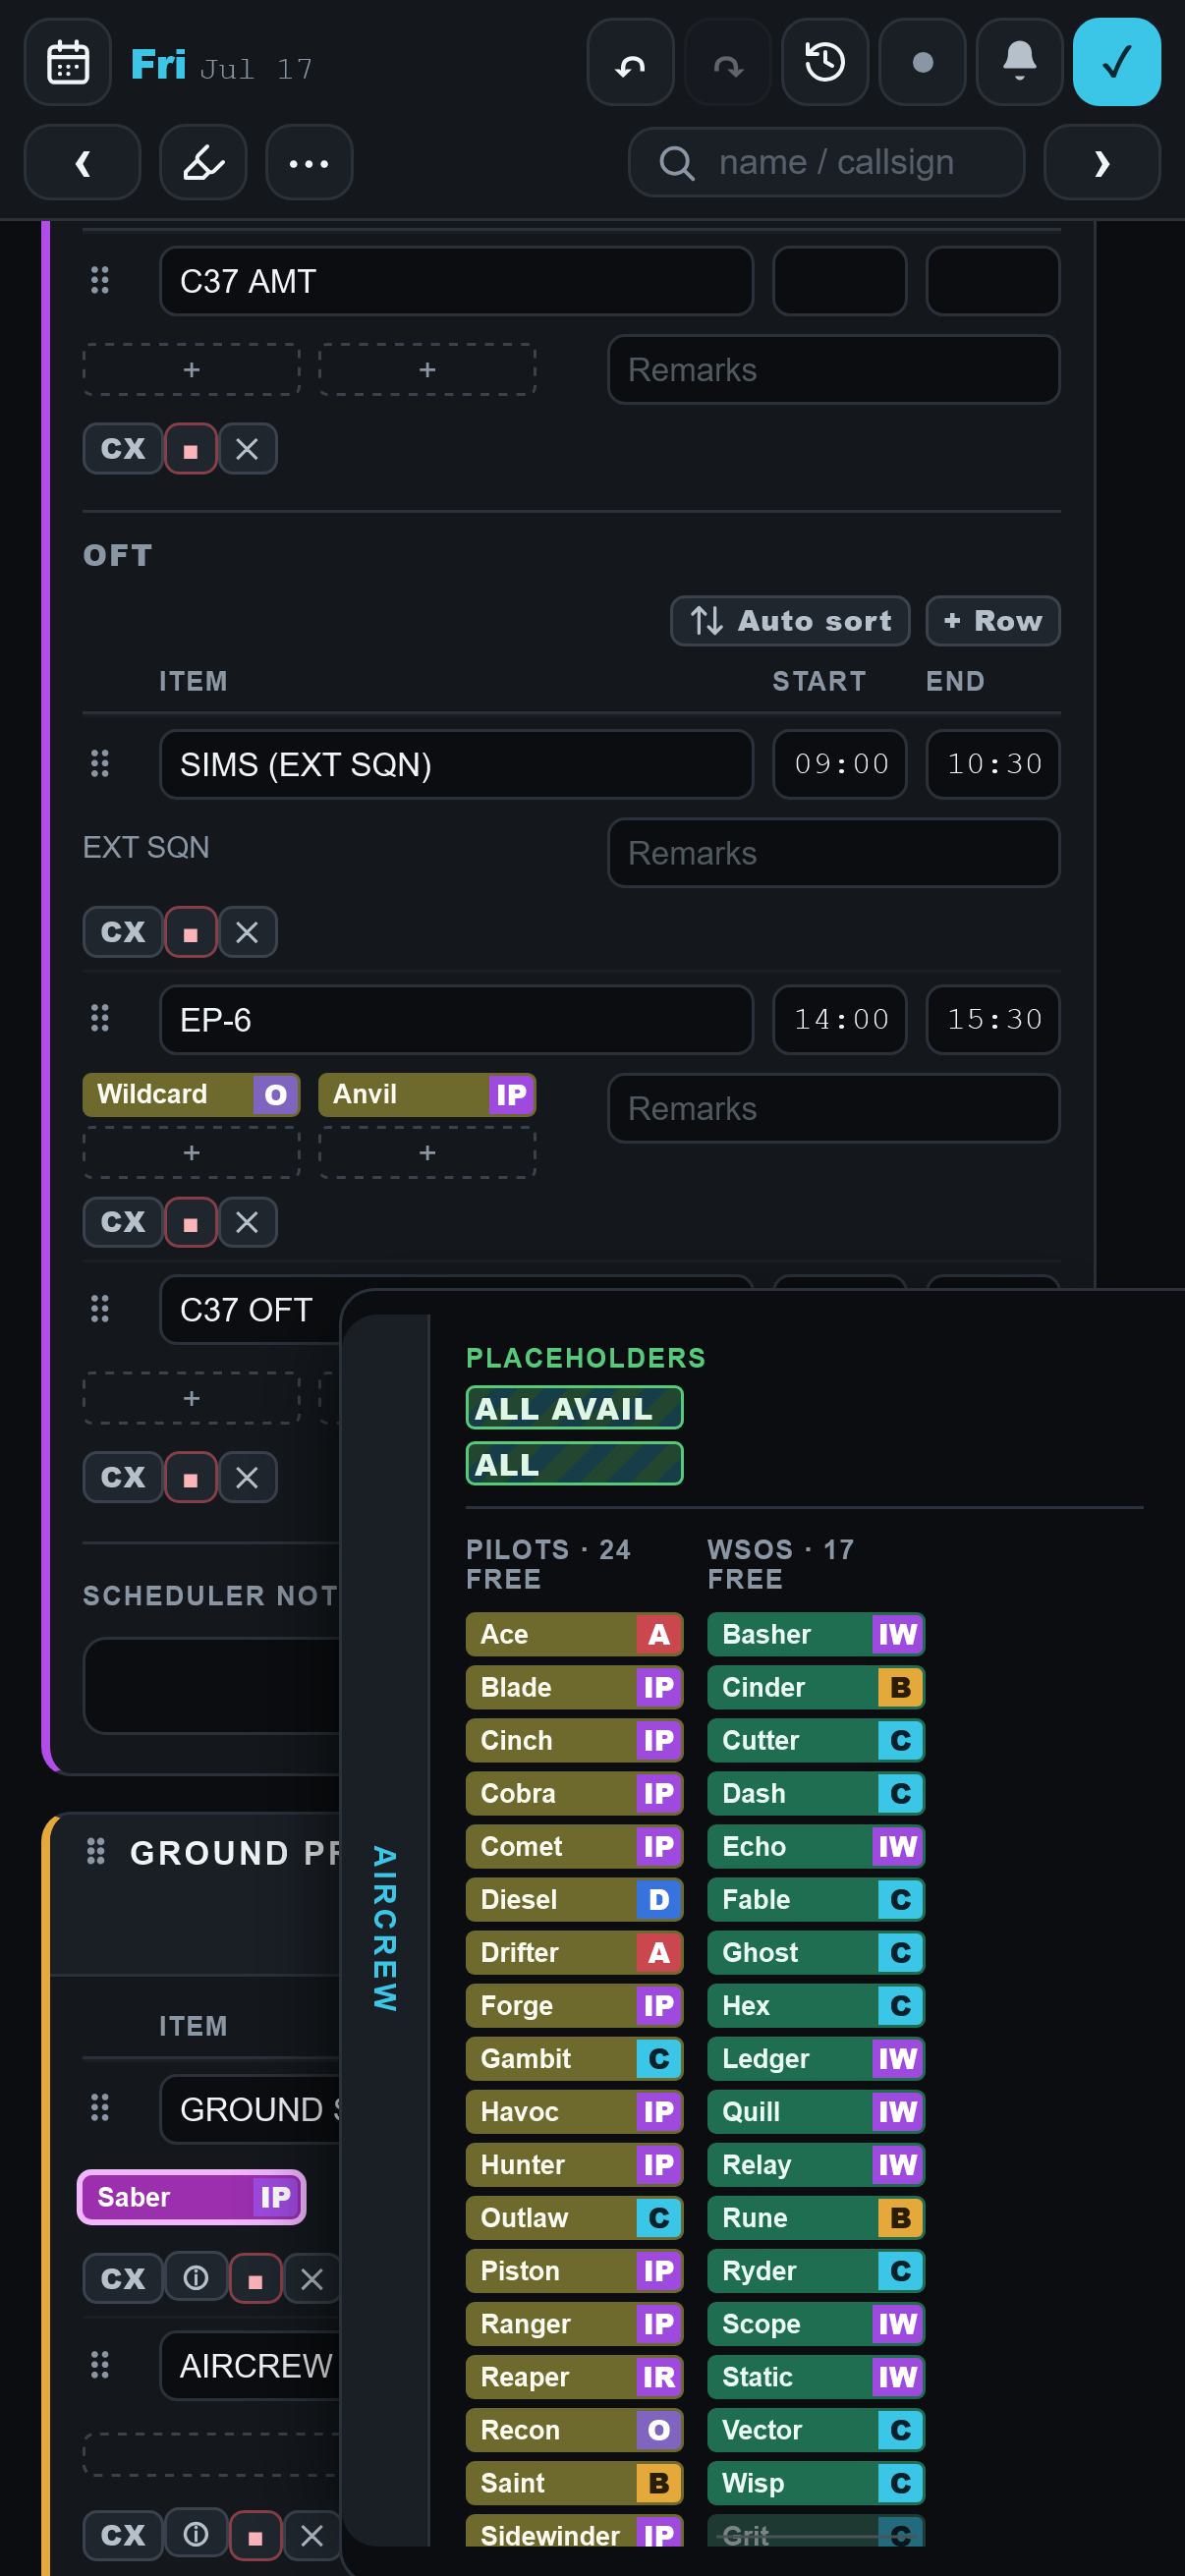 Fri Jul 17
name / callsign
C37 AMT
+ +
Remarks
CX
OFT
Auto sort
+ Row
ITEM START END
SIMS (EXT SQN) 09:00 10:30
EXT SQN
Remarks
CX
EP-6 14:00 15:30
Wildcard O Anvil IP
Remarks
+ +
CX
C37 OFT
+
CX
SCHEDULER NOT
GROUND PR
ITEM
GROUND S
Saber IP
CX
AIRCREW
CX
AIRCREW
PLACEHOLDERS
ALL AVAIL
ALL
PILOTS · 24 FREE
WSOS · 17 FREE
Ace A Basher IW
Blade IP Cinder B
Cinch IP Cutter C
Cobra IP Dash C
Comet IP Echo IW
Diesel D Fable C
Drifter A Ghost C
Forge IP Hex C
Gambit C Ledger IW
Havoc IP Quill IW
Hunter IP Relay IW
Outlaw C Rune B
Piston IP Ryder C
Ranger IP Scope IW
Reaper IR Static IW
Recon O Vector C
Saint B Wisp C
Sidewinder IP Grit C